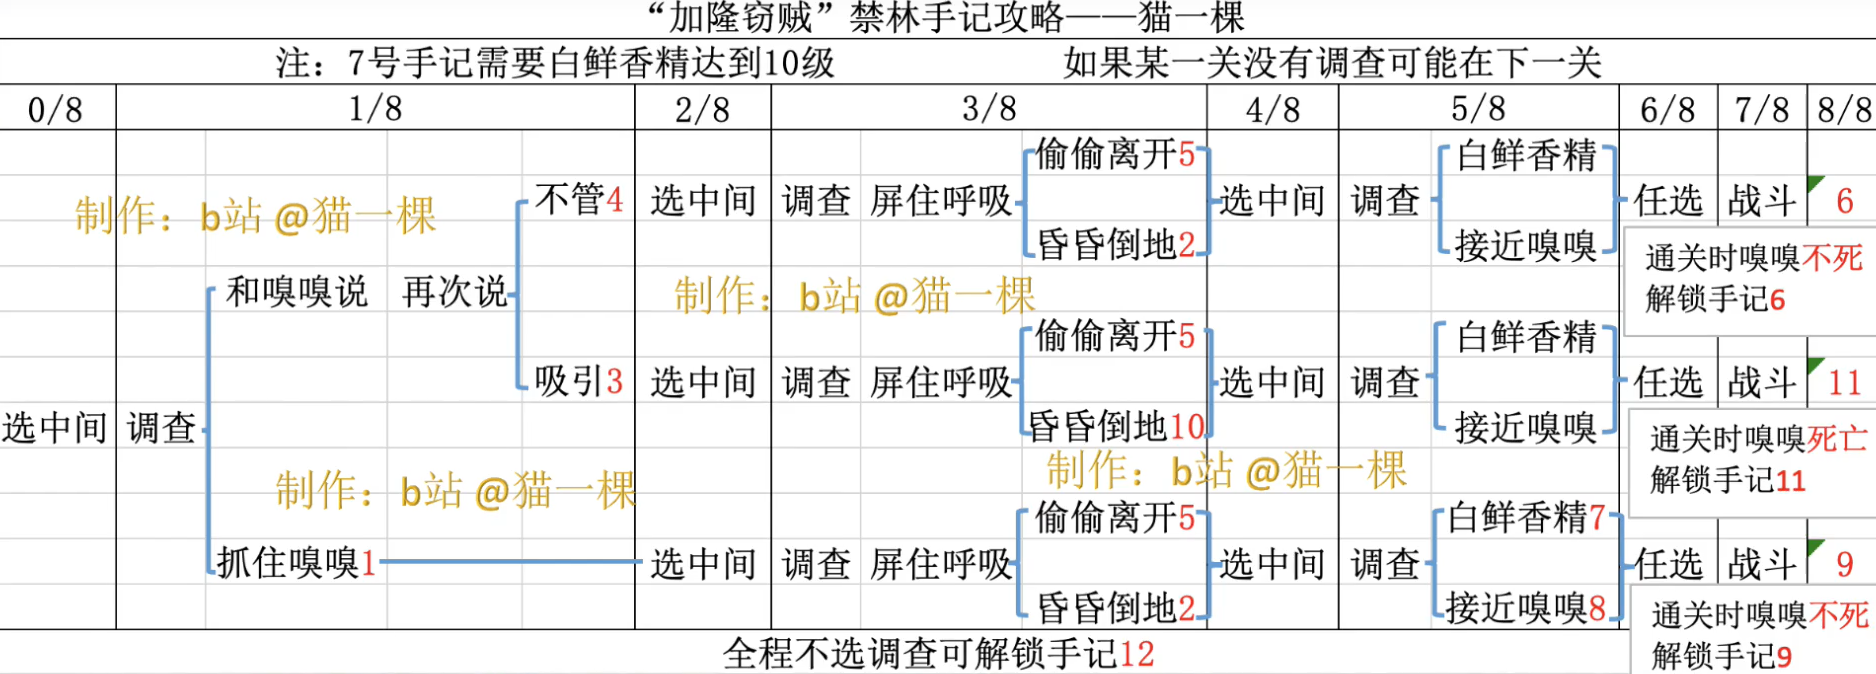 “加隆窃贼”禁林手记攻略——猫一棵
注：7号手记需要白鲜香精达到10级 如果某一关没有调查可能在下一关
0/8 1/8 2/8 3/8 4/8 5/8 6/8 7/8 8/8
偷偷离开5 白鲜香精
制作：b站 @猫一棵 不管4 选中间 调查 屏住呼吸 选中间 调查 任选 战斗 6
昏昏倒地2 接近嗅嗅
通关时嗅嗅不死
解锁手记6
和嗅嗅说 再次说 制作：b站 @猫一棵
偷偷离开5 白鲜香精
吸引3 选中间 调查 屏住呼吸 选中间 调查 任选 战斗 11
选中间 调查 昏昏倒地10 接近嗅嗅
通关时嗅嗅死亡
解锁手记11
制作：b站 @猫一棵 制作：b站 @猫一棵
偷偷离开5 白鲜香精7
抓住嗅嗅1 选中间 调查 屏住呼吸 选中间 调查 任选 战斗 9
昏昏倒地2 接近嗅嗅8
通关时嗅嗅不死
解锁手记9
全程不选调查可解锁手记12